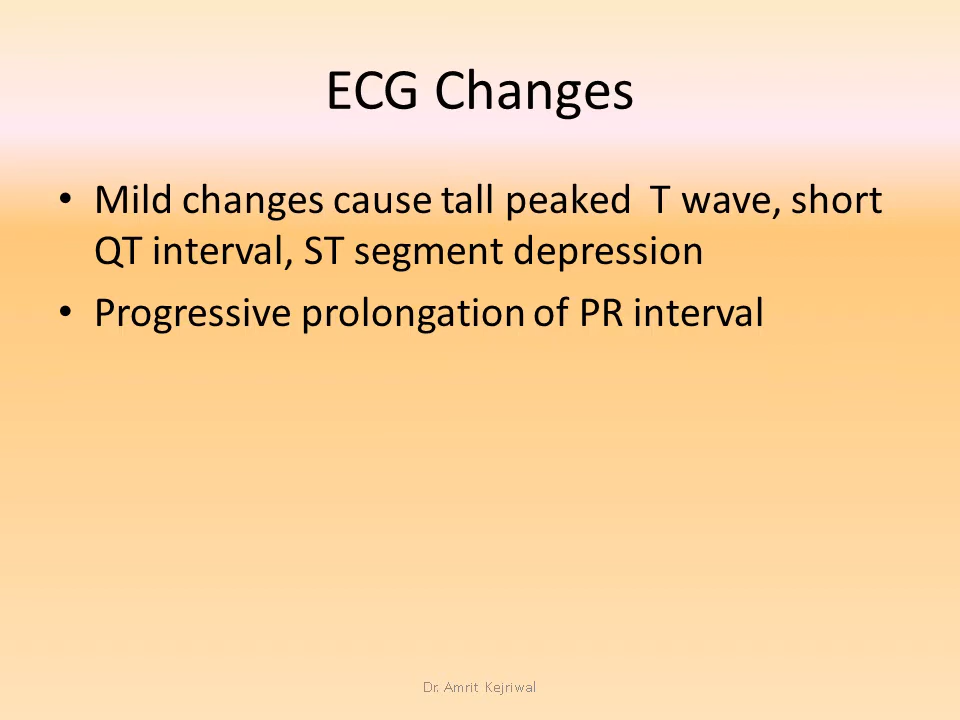 ECG Changes
• Mild changes cause tall peaked T wave, short
QT interval, ST segment depression
• Progressive prolongation of PR interval
Dr. Amrit Kejriwal